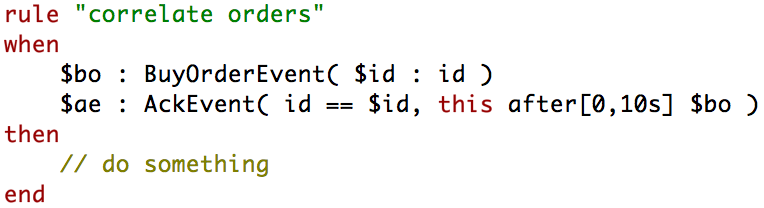 rule "correlate orders"
when
    $bo : BuyOrderEvent( $id : id )
    $ae : AckEvent( id == $id, this after[0,10s] $bo )
then
    // do something
end